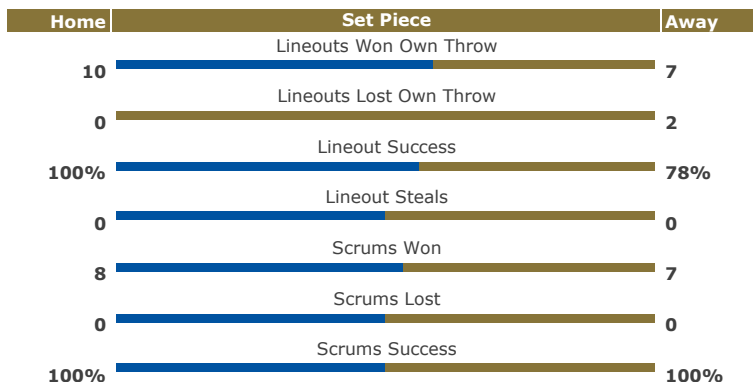 Home Set Piece Away
Lineouts Won Own Throw
10 7
Lineouts Lost Own Throw
0 2
Lineout Success
100% 78%
Lineout Steals
0 0
Scrums Won
8 7
Scrums Lost
0 0
Scrums Success
100% 100%